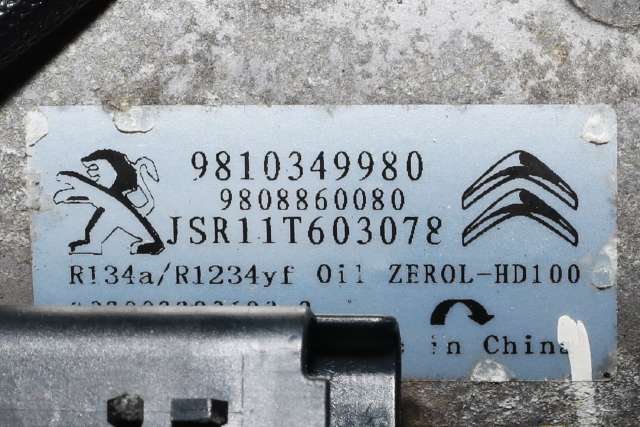 9810349980
9808860080
JSR11T603078
R134a/R1234yf Oil ZEROL-HD100
in China